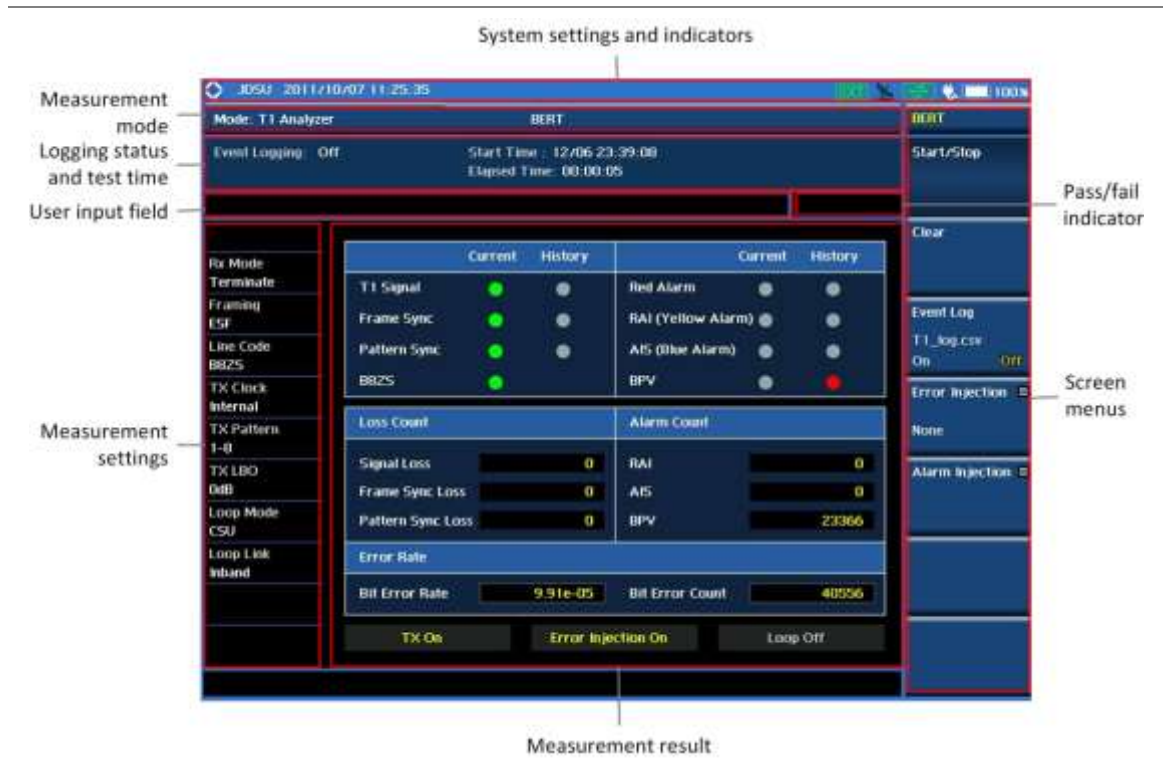 System settings and indicators
Measurement mode
Logging status and test time
User input field
Measurement settings
Pass/fail indicator
Screen menus
Measurement result
JDSU 2011/10/07 11:25:35
100%
Mode: T1 Analyzer BERT
Event Logging: Off
Start Time : 12/06 23:39:08
Elapsed Time: 00:00:05
Rx Mode
Terminate
Framing
ESF
Line Code
B8ZS
TX Clock
Internal
TX Pattern
1-8
TX LBO
0dB
Loop Mode
CSU
Loop Link
Inband
Current History Current History
T1 Signal Red Alarm
Frame Sync RAI (Yellow Alarm)
Pattern Sync AIS (Blue Alarm)
B8ZS BPV
Loss Count Alarm Count
Signal Loss 0 RAI 0
Frame Sync Loss 0 AIS 0
Pattern Sync Loss 0 BPV 23366
Error Rate
Bit Error Rate 9.91e-05 Bit Error Count 40556
TX On Error Injection On Loop Off
BERT
Start/Stop
Clear
Event Log
T1_log.csv
On Off
Error Injection
None
Alarm Injection